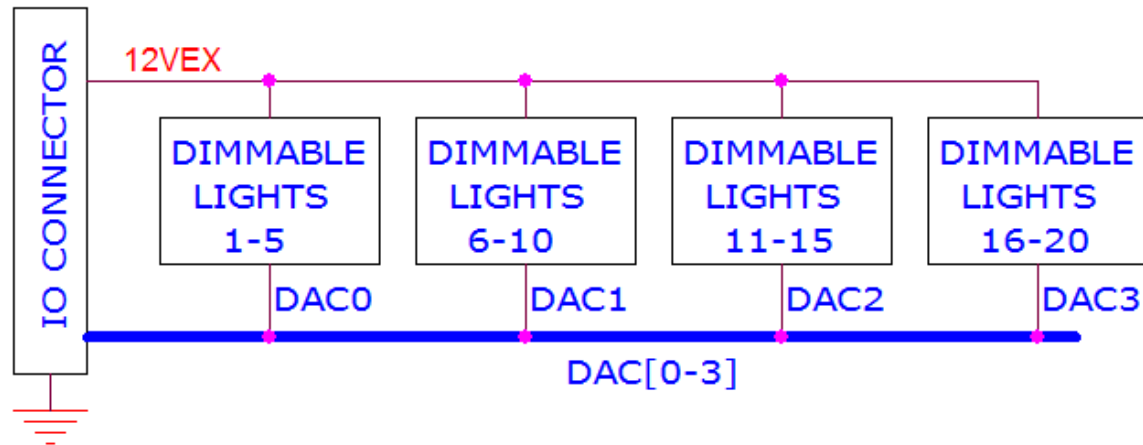 IO CONNECTOR
12VEX
DIMMABLE
LIGHTS
1-5
DIMMABLE
LIGHTS
6-10
DIMMABLE
LIGHTS
11-15
DIMMABLE
LIGHTS
16-20
DAC0
DAC1
DAC2
DAC3
DAC[0-3]